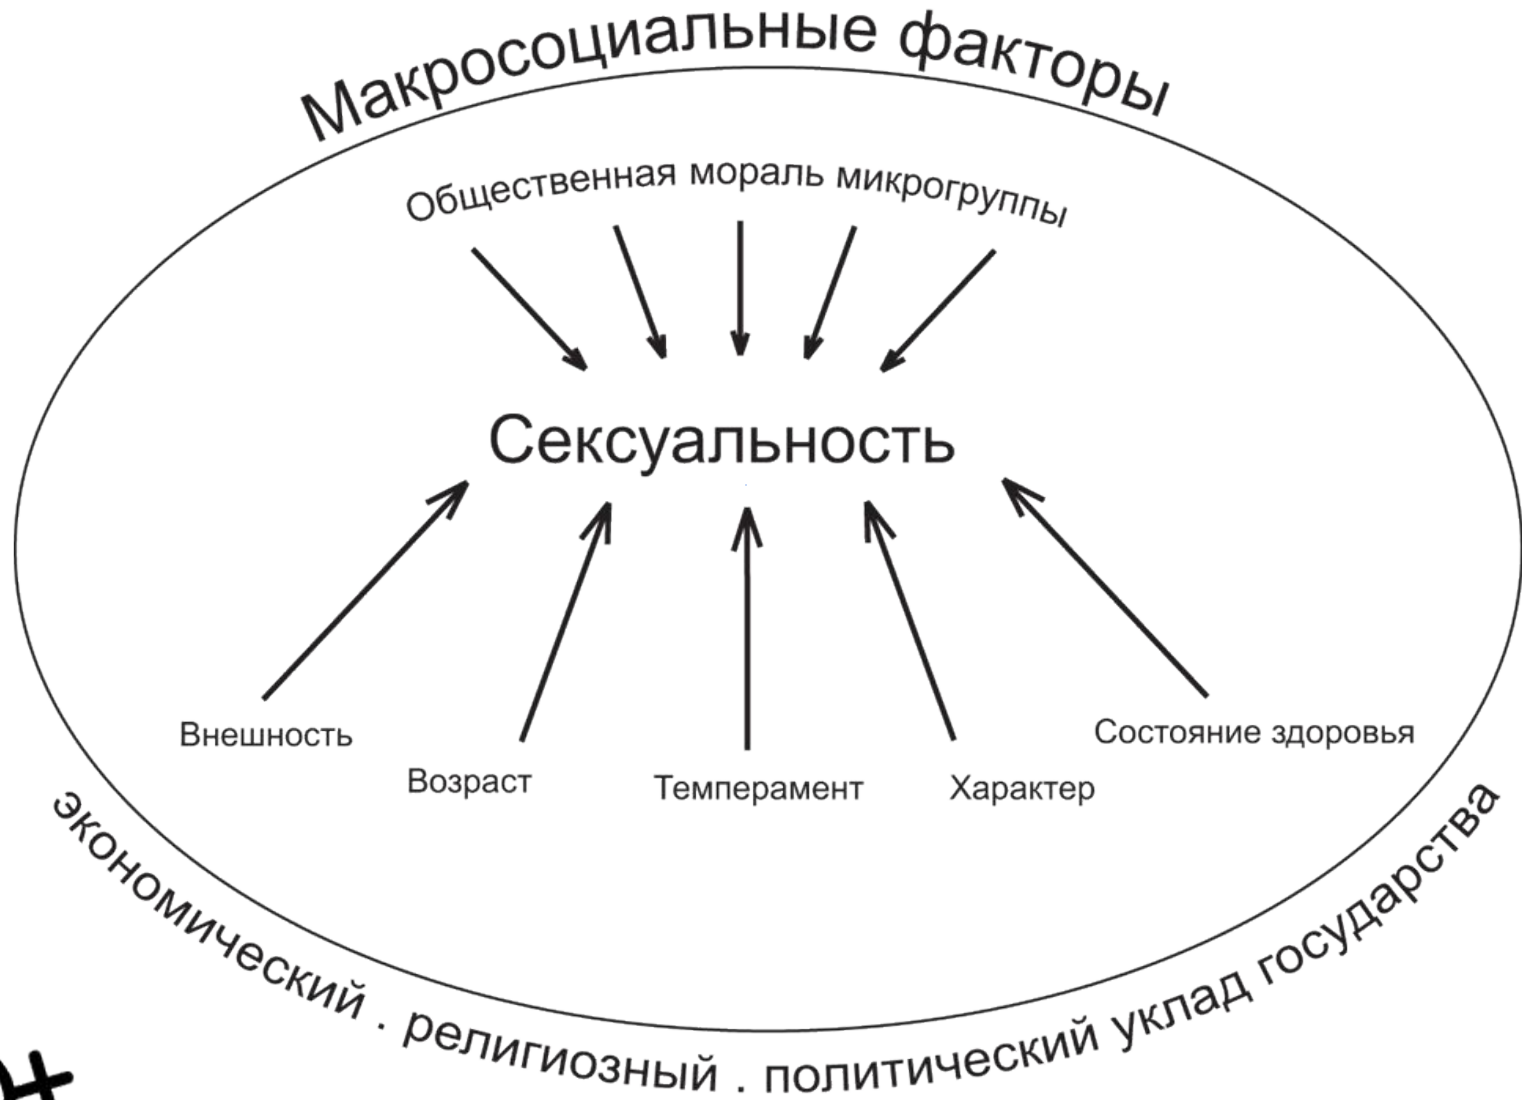 Макросоциальные факторы
Общественная мораль микрогруппы
Сексуальность
Внешность
Возраст
Темперамент
Характер
Состояние здоровья
экономический . религиозный . политический уклад государства